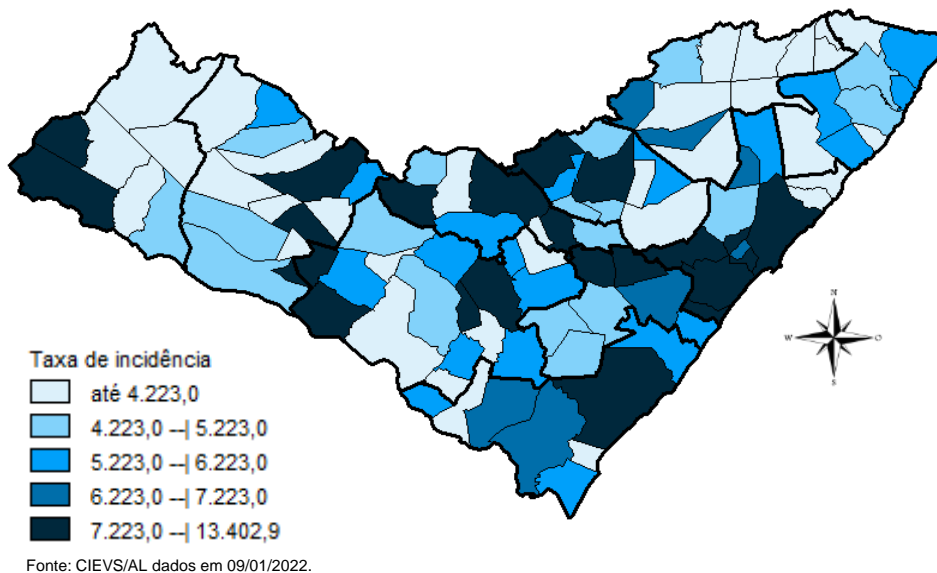 N
W
O
S
Taxa de incidência
até 4.223,0
4.223,0 --| 5.223,0
5.223,0 --| 6.223,0
6.223,0 --| 7.223,0
7.223,0 --| 13.402,9
Fonte: CIEVS/AL dados em 09/01/2022.